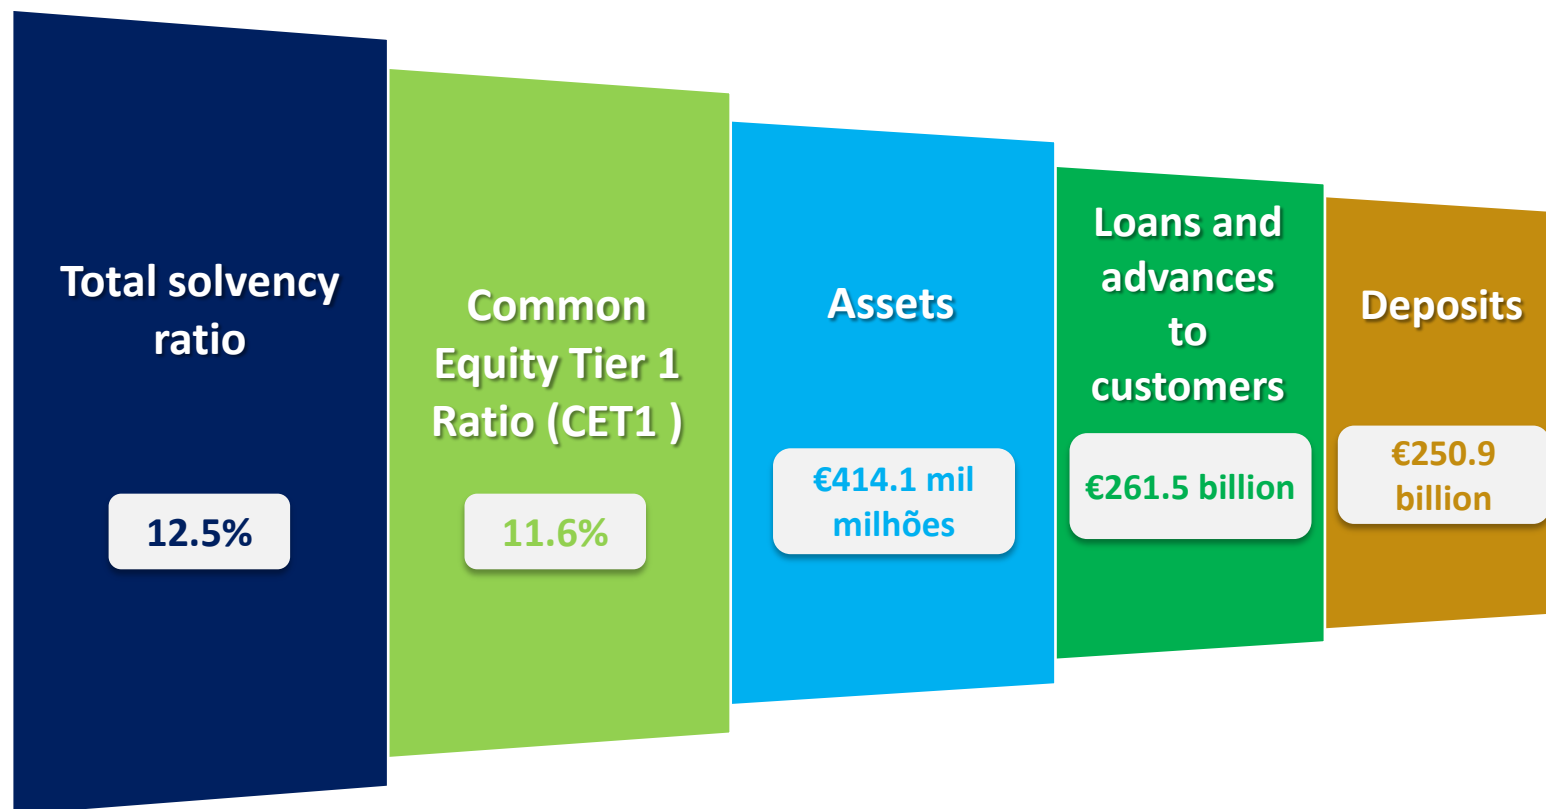 Total solvency
ratio
12.5%
Common
Equity Tier 1
Ratio (CET1 )
11.6%
Assets
€414.1 mil
milhões
Loans and
advances
to
customers
€261.5 billion
Deposits
€250.9
billion